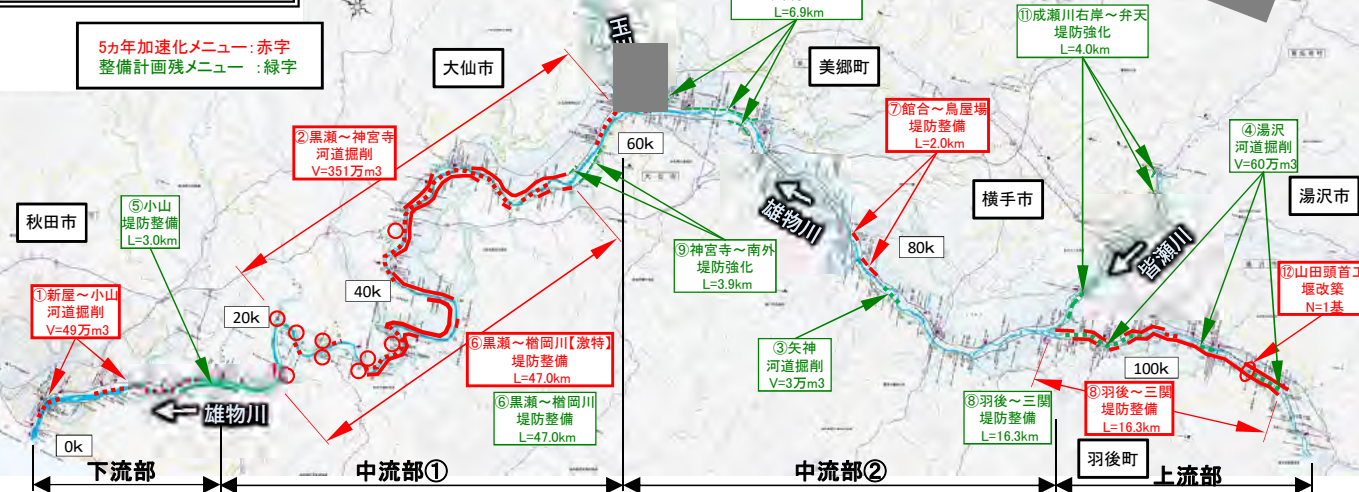 5ヵ年加速化メニュー：赤字
整備計画残メニュー ：緑字
L=6.9km
⑪成瀬川右岸～弁天
堤防強化
L=4.0km
大仙市
美郷町
②黒瀬～神宮寺
河道掘削
V=351万m3
⑦館合～鳥屋場
堤防整備
L=2.0km
④湯沢
河道掘削
V=60万m3
60k
横手市
湯沢市
秋田市
⑤小山
堤防整備
L=3.0km
雄物川
皆瀬川
80k
⑨神宮寺～南外
堤防強化
L=3.9km
⑫山田頭首工
堰改築
N=1基
①新屋～小山
河道掘削
V=49万m3
20k
40k
⑥黒瀬～楢岡川【激特】
堤防整備
L=47.0km
③矢神
河道掘削
V=3万m3
100k
⑥黒瀬～楢岡川
堤防整備
L=47.0km
⑧羽後～三関
堤防整備
L=16.3km
⑧羽後～三関
堤防整備
L=16.3km
雄物川
0k
羽後町
下流部
中流部①
中流部②
上流部